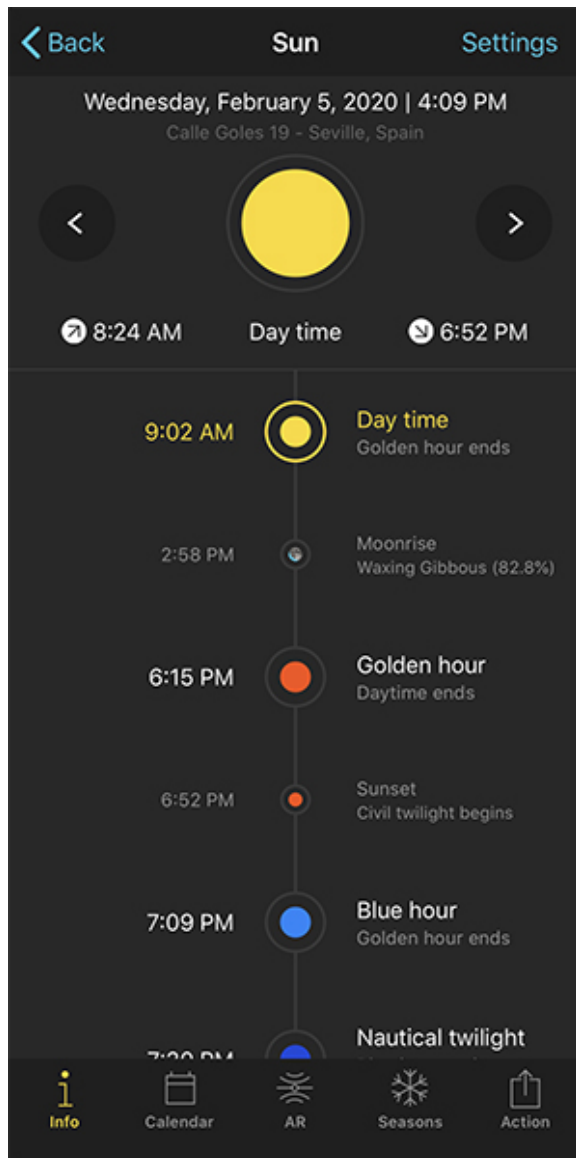 Back Sun Settings
Wednesday, February 5, 2020 | 4:09 PM
Calle Goles 19 - Seville, Spain
8:24 AM Day time 6:52 PM
9:02 AM Day time
Golden hour ends
2:58 PM Moonrise
Waxing Gibbous (82.8%)
6:15 PM Golden hour
Daytime ends
6:52 PM Sunset
Civil twilight begins
7:09 PM Blue hour
Golden hour ends
Nautical twilight
Info Calendar AR Seasons Action